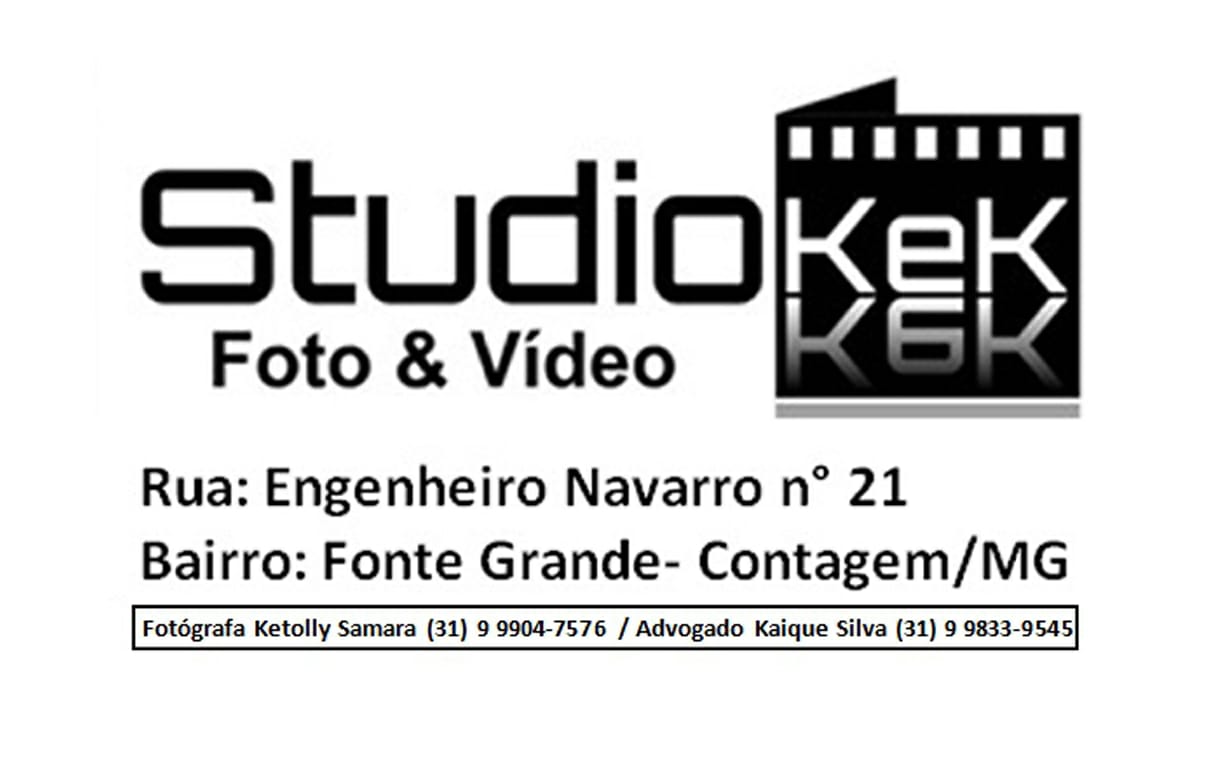 Studio KeK
Foto & Vídeo
Rua: Engenheiro Navarro n° 21
Bairro: Fonte Grande- Contagem/MG
Fotógrafa Ketolly Samara (31) 9 9904-7576 / Advogado Kaique Silva (31) 9 9833-9545